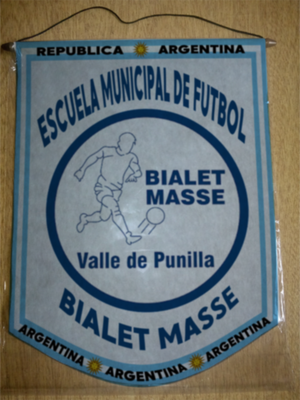 REPUBLICA ARGENTINA
ESCUELA MUNICIPAL DE FUTBOL
BIALET
MASSE
Valle de Punilla
BIALET MASSE
ARGENTINA ARGENTINA ARGENTINA